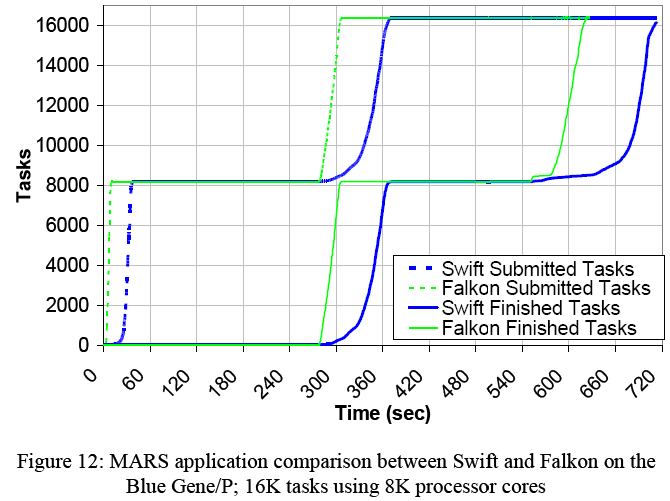 16000
14000
12000
10000
8000
6000
4000
2000
0
Tasks
Swift Submitted Tasks
Falkon Submitted Tasks
Swift Finished Tasks
Falkon Finished Tasks
0 60 120 180 240 300 360 420 480 540 600 660 720
Time (sec)
Figure 12: MARS application comparison between Swift and Falkon on the
Blue Gene/P; 16K tasks using 8K processor cores